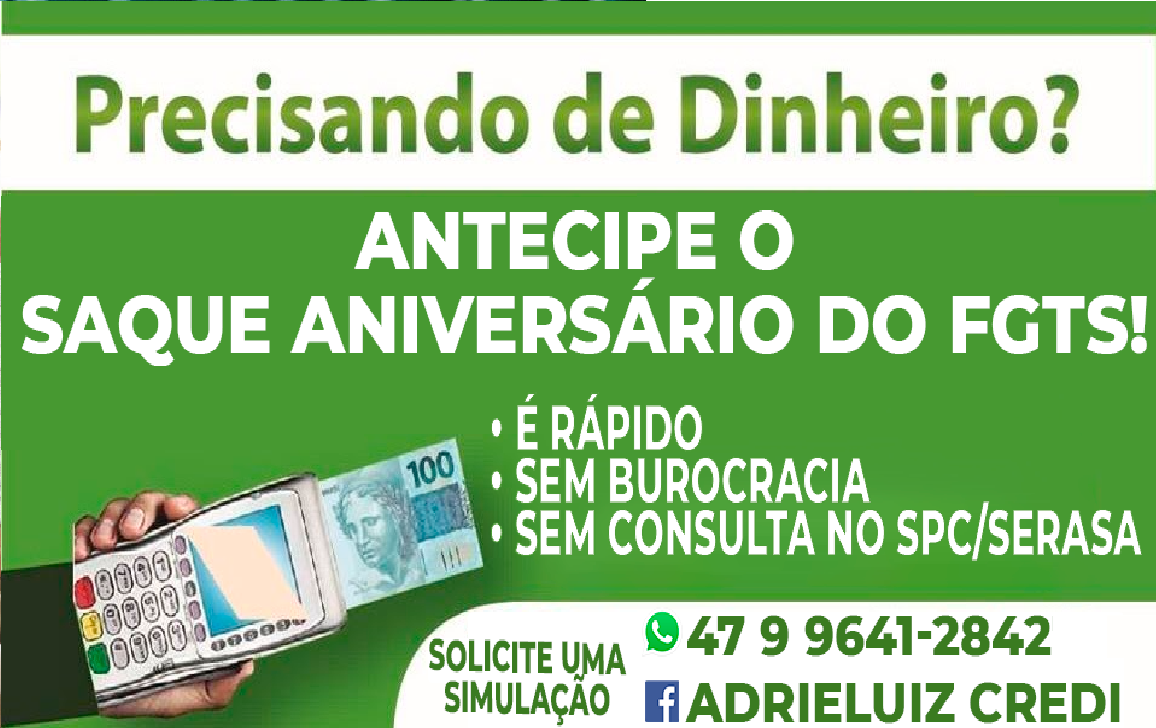 Precisando de Dinheiro?
ANTECIPE O
SAQUE ANIVERSÁRIO DO FGTS!
• É RÁPIDO
• SEM BUROCRACIA
• SEM CONSULTA NO SPC/SERASA
100
SOLICITE UMA
SIMULAÇÃO
47 9 9641-2842
f ADRIELUIZ CREDI